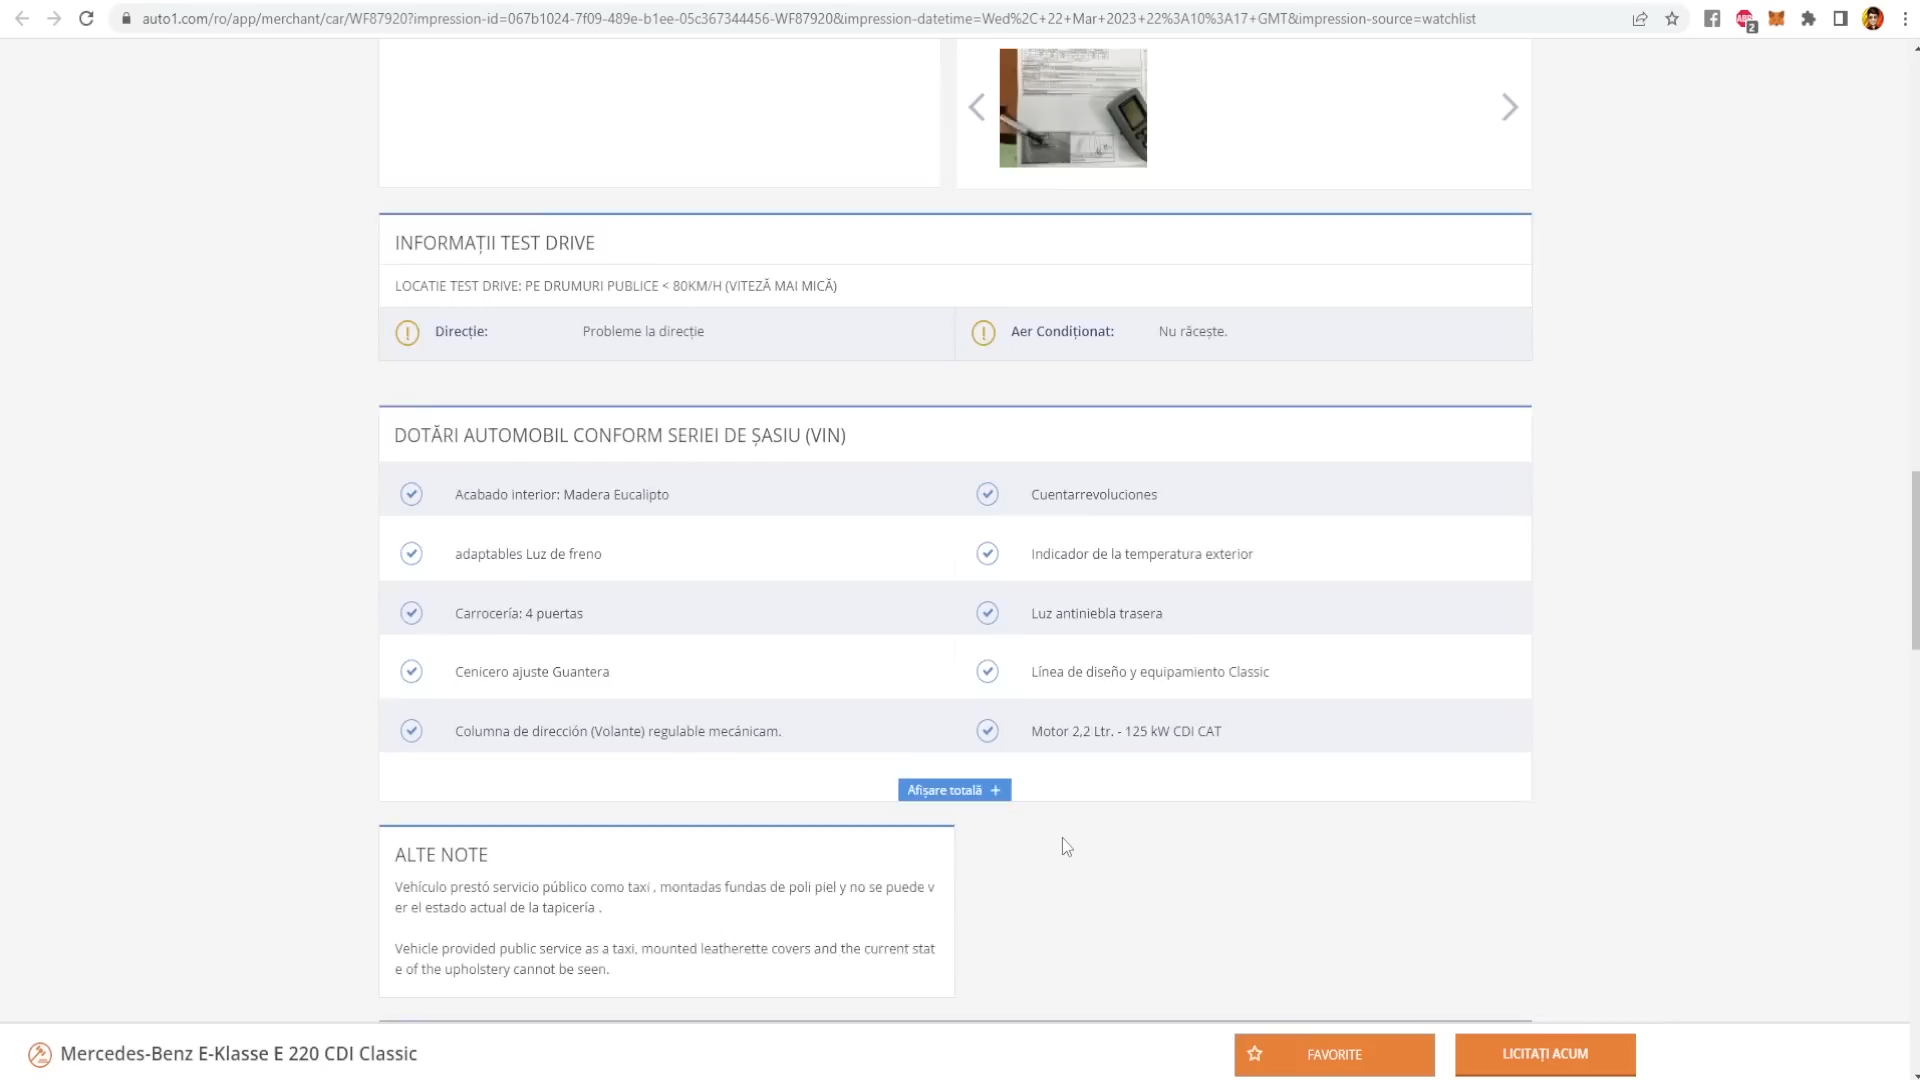 auto1.com/ro/app/merchant/car/WF87920?impression-id=067b1024-7f09-489e-b1ee-05c367344456-WF87920&impression-datetime=Wed%2C+22+Mar+2023+22%3A10%3A17+GMT&impression-source=watchlist
2
INFORMAȚII TEST DRIVE
LOCATIE TEST DRIVE: PE DRUMURI PUBLICE < 80KM/H (VITEZĂ MAI MICĂ)
Direcție: Probleme la direcție
Aer Condiționat: Nu răcește.
DOTĂRI AUTOMOBIL CONFORM SERIEI DE ȘASIU (VIN)
Acabado interior: Madera Eucalipto
Cuentarrevoluciones
adaptables Luz de freno
Indicador de la temperatura exterior
Carrocería: 4 puertas
Luz antiniebla trasera
Cenicero ajuste Guantera
Línea de diseño y equipamiento Classic
Columna de dirección (Volante) regulable mecánicam.
Motor 2,2 Ltr. - 125 kW CDI CAT
Afișare totală +
ALTE NOTE
Vehículo prestó servicio público como taxi , montadas fundas de poli piel y no se puede v
er el estado actual de la tapicería .
Vehicle provided public service as a taxi, mounted leatherette covers and the current stat
e of the upholstery cannot be seen.
Mercedes-Benz E-Klasse E 220 CDI Classic
FAVORITE
LICITAȚI ACUM